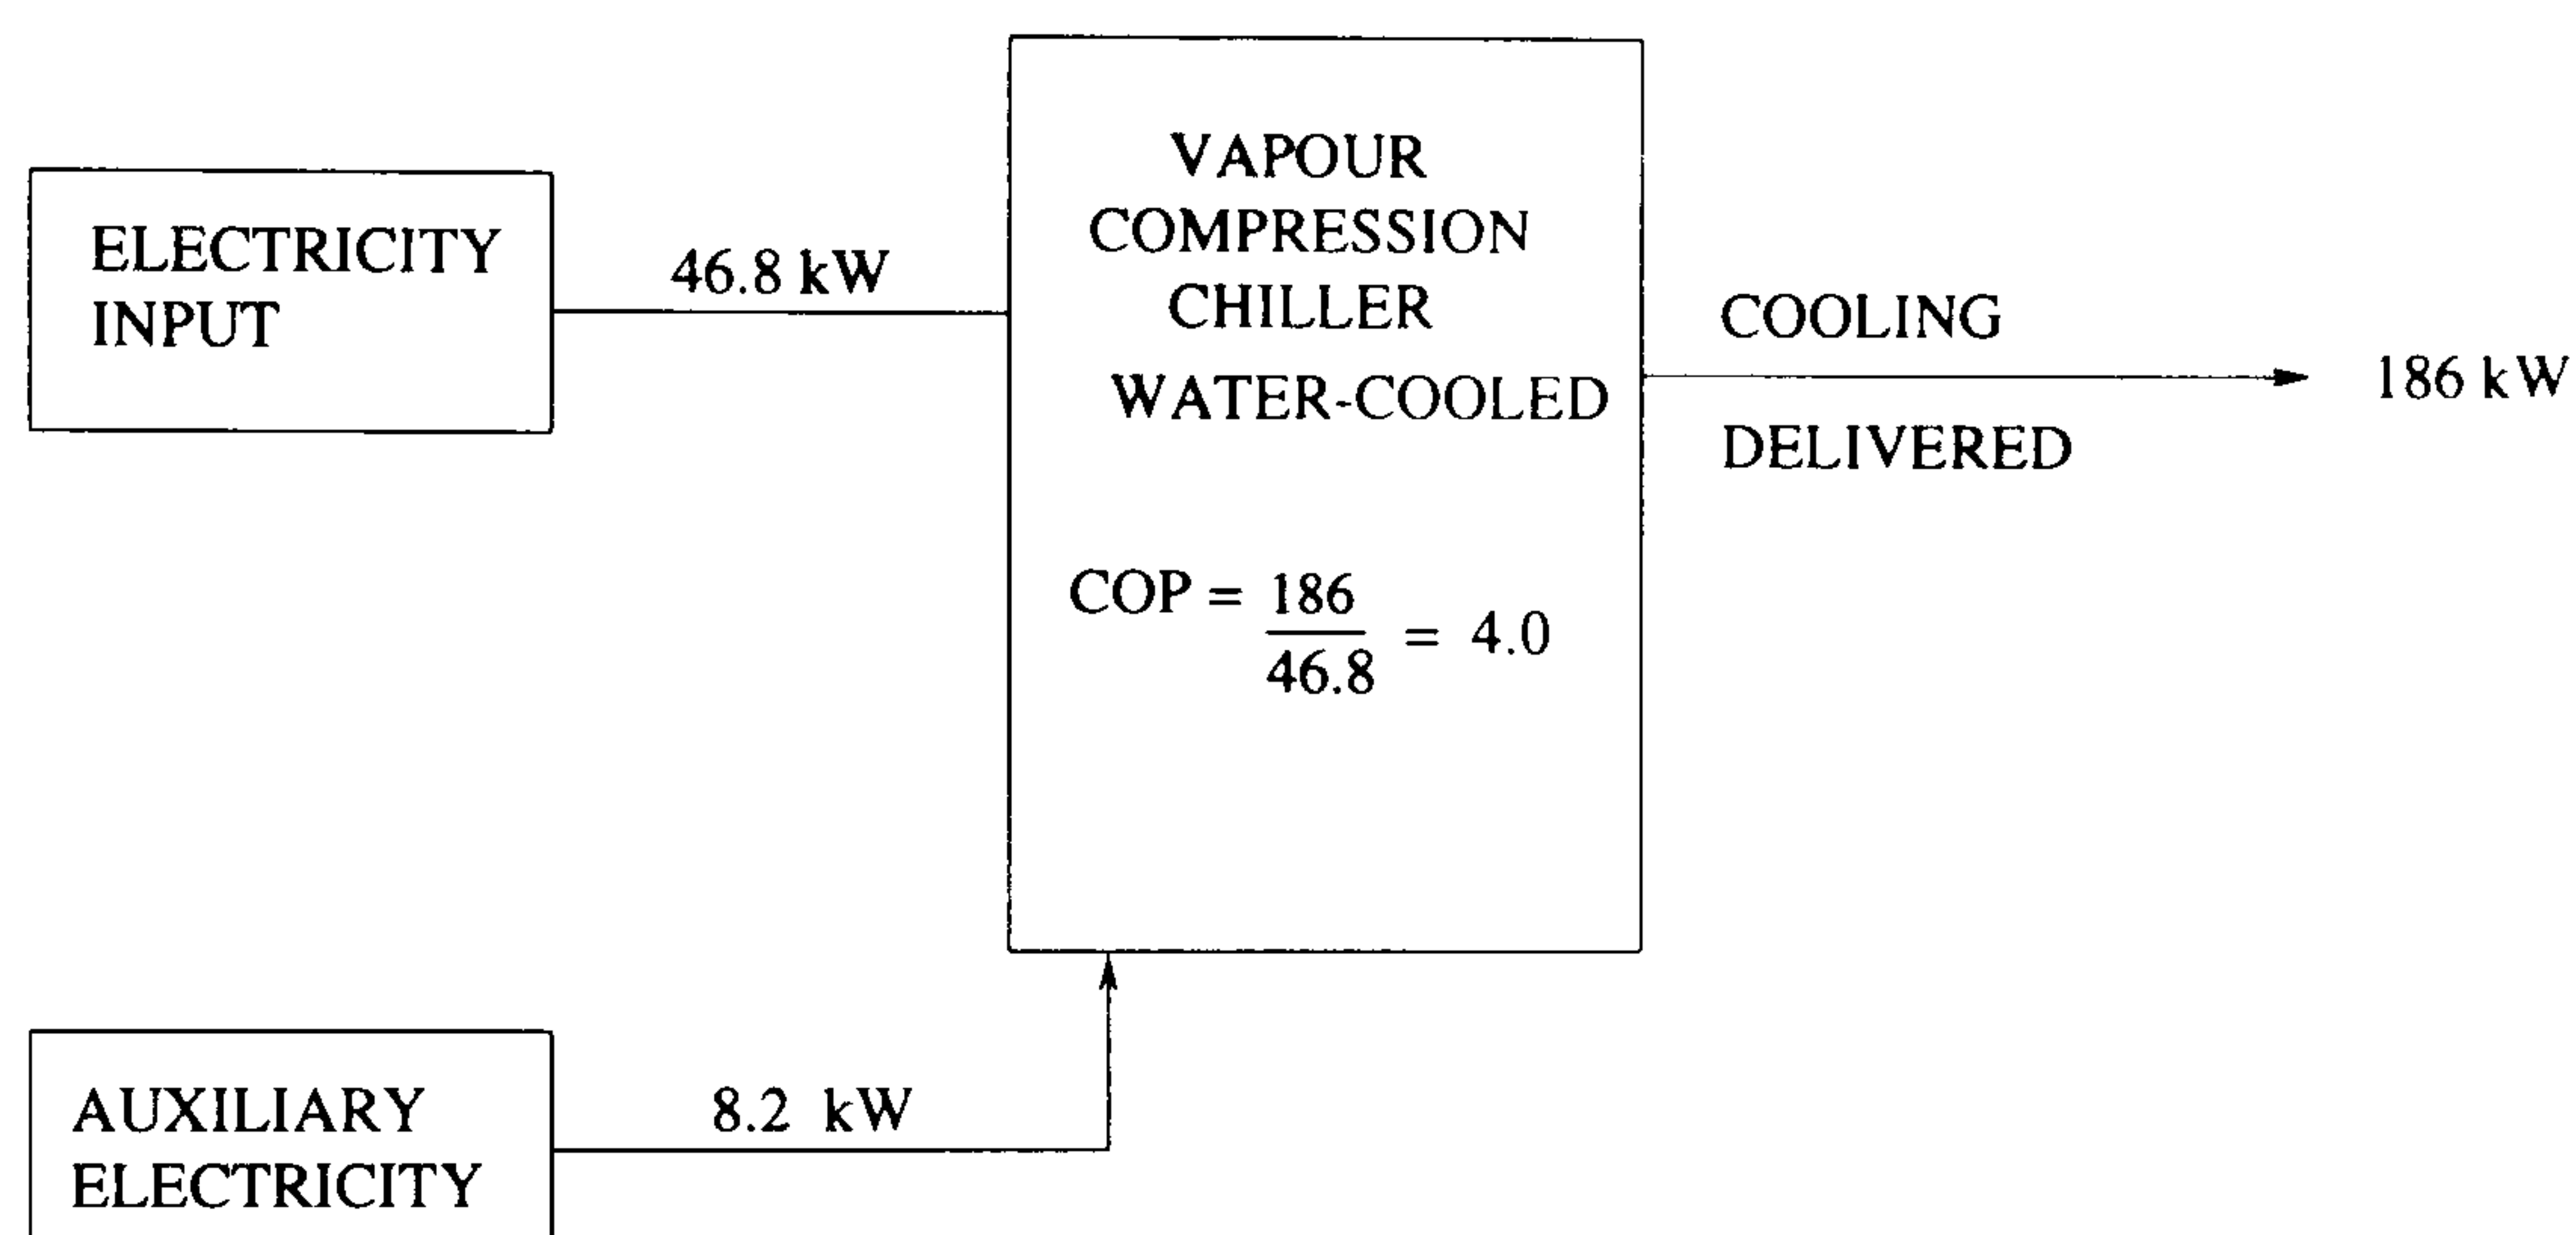 ELECTRICITY
INPUT
46.8 kW
VAPOUR
COMPRESSION
CHILLER
WATER-COOLED
COP = 186
46.8
= 4.0
COOLING
DELIVERED
186 kW
AUXILIARY
ELECTRICITY
8.2 kW